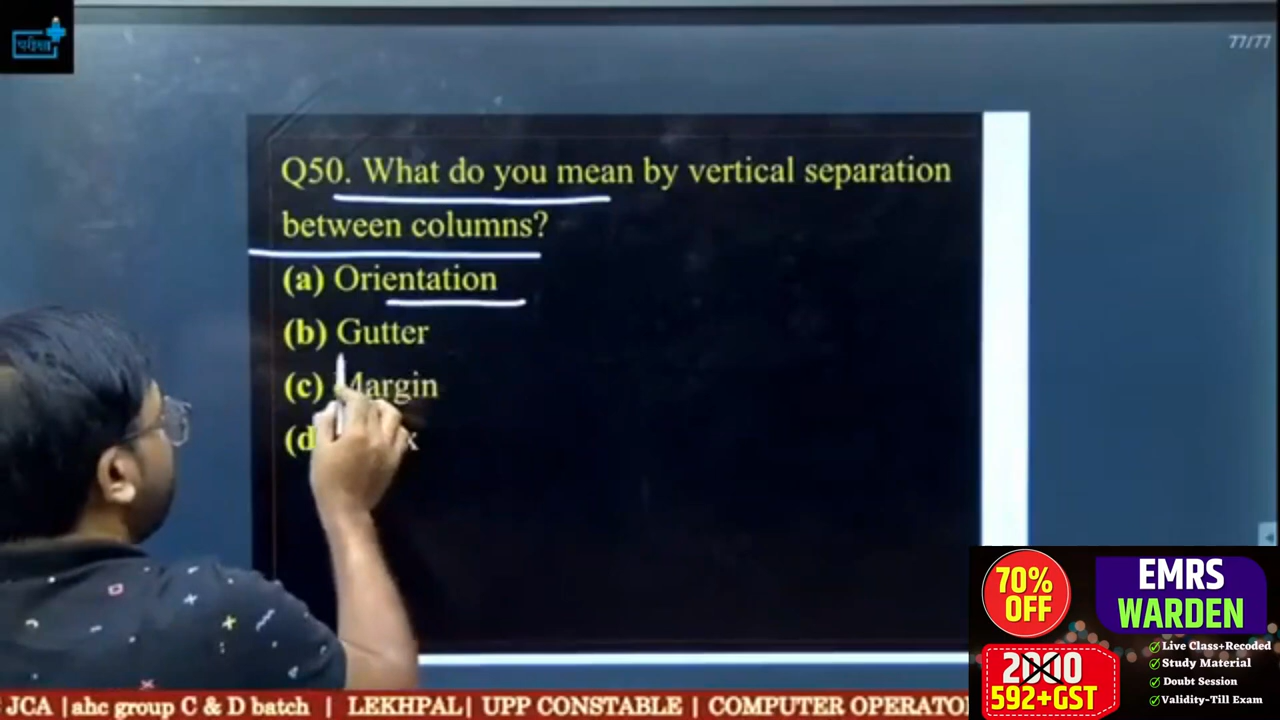 परीक्षा
77/77
Q50. What do you mean by vertical separation
between columns?
(a) Orientation
(b) Gutter
(c) Margin
(d
x
70%
OFF
EMRS
WARDEN
2000
592+GST
Live Class+Recoded
Study Material
Doubt Session
Validity-Till Exam
JCA | ahc group C & D batch | LEKHPAL | UPP CONSTABLE | COMPUTER OPERATO